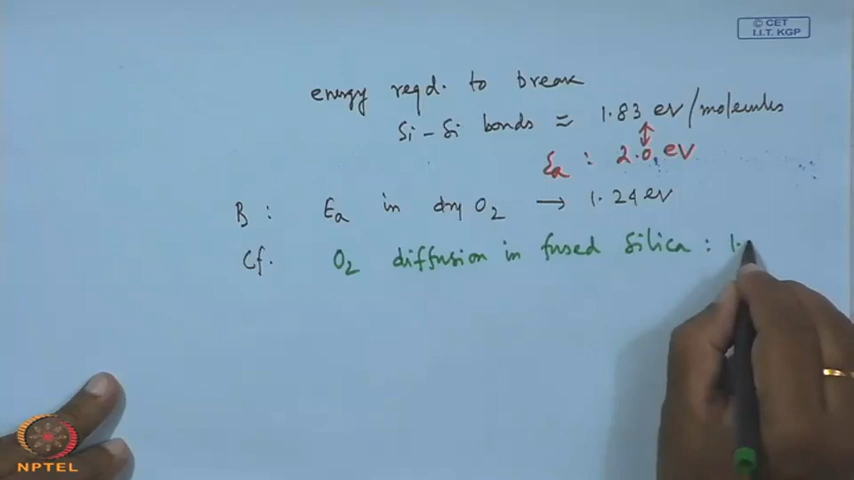 © CET
I.I.T. KGP
energy reqd. to break
Si – Si bonds ≈ 1.83 eV/molecules
Ea : 2.0 eV
B : Ea in dry O2 → 1.24 eV
Cf. O2 diffusion in fused Silica : 1.
NPTEL